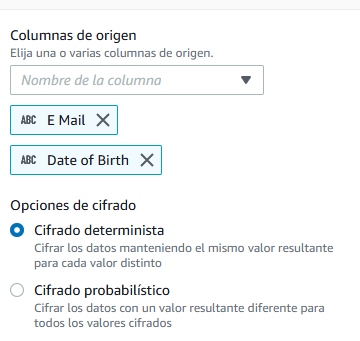 Columnas de origen
Elija una o varias columnas de origen.
Nombre de la columna
ABC E Mail
ABC Date of Birth
Opciones de cifrado
Cifrado determinista
Cifrar los datos manteniendo el mismo valor resultante
para cada valor distinto
Cifrado probabilístico
Cifrar los datos con un valor resultante diferente para
todos los valores cifrados